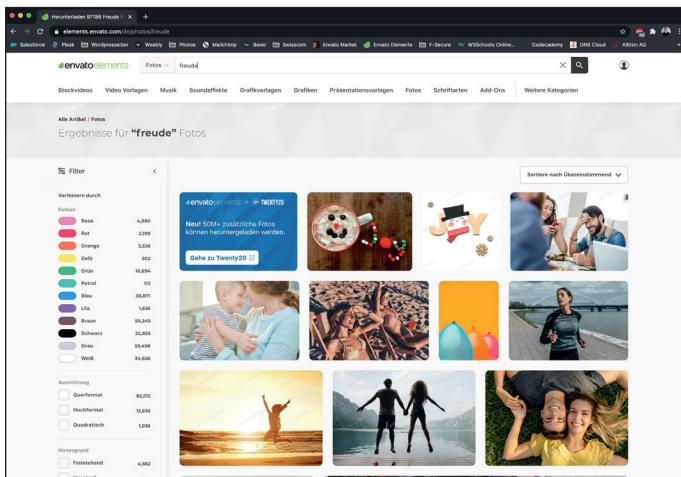 Herunterladen 97186 Freude F
elements.envato.com/de/photos/freude
Salesforce Plesk Wordpressseiten Weebly Photos Mailchimp Bexio Swisscom Envato Market Envato Elements F-Secure W3Schools Online... Codecademy DNS Cloud Alltron AG
envatoelements Fotos freude
Stockvideos Video Vorlagen Musik Soundeffekte Grafikvorlagen Grafiken Präsentationsvorlagen Fotos Schriftarten Add-Ons Weitere Kategorien
Alle Artikel / Fotos
Ergebnisse für "freude" Fotos
Filter
Sortiere nach Übereinstimmend
Verfeinern durch
Farben
Rosa 4,980
Rot 2,199
Orange 3,526
Gelb 502
Grün 16,694
Petrol 113
Blau 38,871
Lila 1,636
Braun 50,345
Schwarz 33,855
Grau 59,498
Weiß 34,626
Ausrichtung
Querformat 82,512
Hochformat 13,636
Quadratisch 1,036
Hintergrund
Freistehend 4,562
envatoelements + TWENTY20
Neu! 50M+ zusätzliche Fotos
können heruntergeladen werden.
Gehe zu Twenty20
JOY